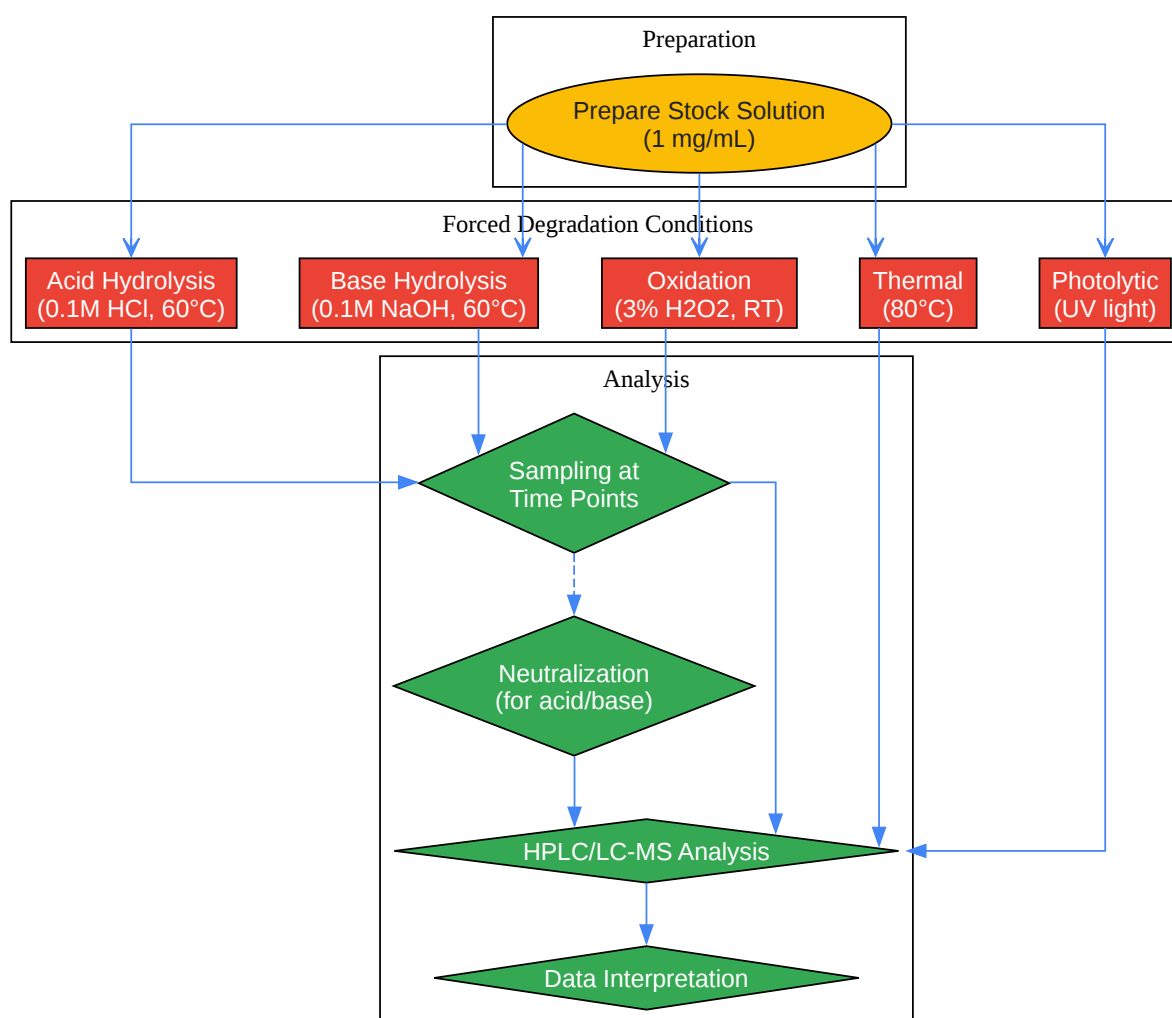 Preparation
Prepare Stock Solution
(1 mg/mL)
Forced Degradation Conditions
Acid Hydrolysis
(0.1M HCl, 60°C)
Base Hydrolysis
(0.1M NaOH, 60°C)
Oxidation
(3% H2O2, RT)
Thermal
(80°C)
Photolytic
(UV light)
Analysis
Sampling at
Time Points
Neutralization
(for acid/base)
HPLC/LC-MS Analysis
Data Interpretation